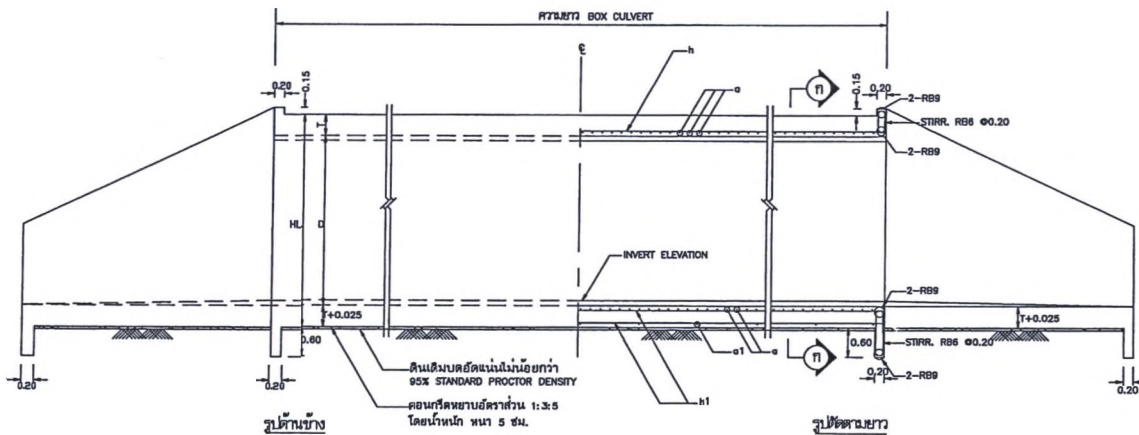 ความยาว BOX CULVERT
℄
h
a
ก
0.20
0.15
0.15
0.20
2-RB9
STIRR. RB6 @0.20
2-RB9
T
HL
D
INVERT ELEVATION
2-RB9
T+0.025
T+0.025
0.60
0.60
STIRR. RB6 @0.20
a1
a
ก
2-RB9
0.20
0.20
0.20
0.20
h1
ดินเดิมบดอัดแน่นไม่น้อยกว่า
95% STANDARD PROCTOR DENSITY
คอนกรีตหยาบอัตราส่วน 1:3:5
โดยน้ำหนัก หนา 5 ซม.
รูปด้านข้าง
รูปตัดตามยาว